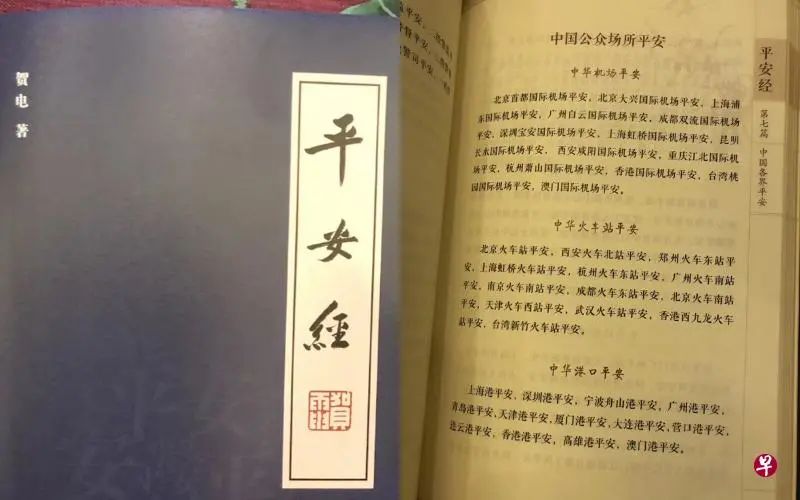 贺电 著
平安經
中国公众场所平安
中华机场平安
北京首都国际机场平安，北京大兴国际机场平安，上海浦
东国际机场平安，广州白云国际机场平安，成都双流国际机场
平安，深圳宝安国际机场平安，上海虹桥国际机场平安，昆明
长水国际机场平安，西安咸阳国际机场平安，重庆江北国际机
场平安，杭州萧山国际机场平安，香港国际机场平安，台湾桃
园国际机场平安，澳门国际机场平安。
中华火车站平安
北京火车站平安，西安火车北站平安，郑州火车东站平
安，上海虹桥火车站平安，杭州火车东站平安，广州火车南站
平安，南京火车南站平安，成都火车东站平安，北京火车南站
平安，天津火车西站平安，武汉火车站平安，香港西九龙火车
站平安，台湾新竹火车站平安。
中华港口平安
上海港平安，深圳港平安，宁波舟山港平安，广州港平安，
青岛港平安，天津港平安，厦门港平安，大连港平安，营口港平安，
连云港平安，香港港平安，高雄港平安，澳门港平安。
平安经
第七篇 中国各界平安
早